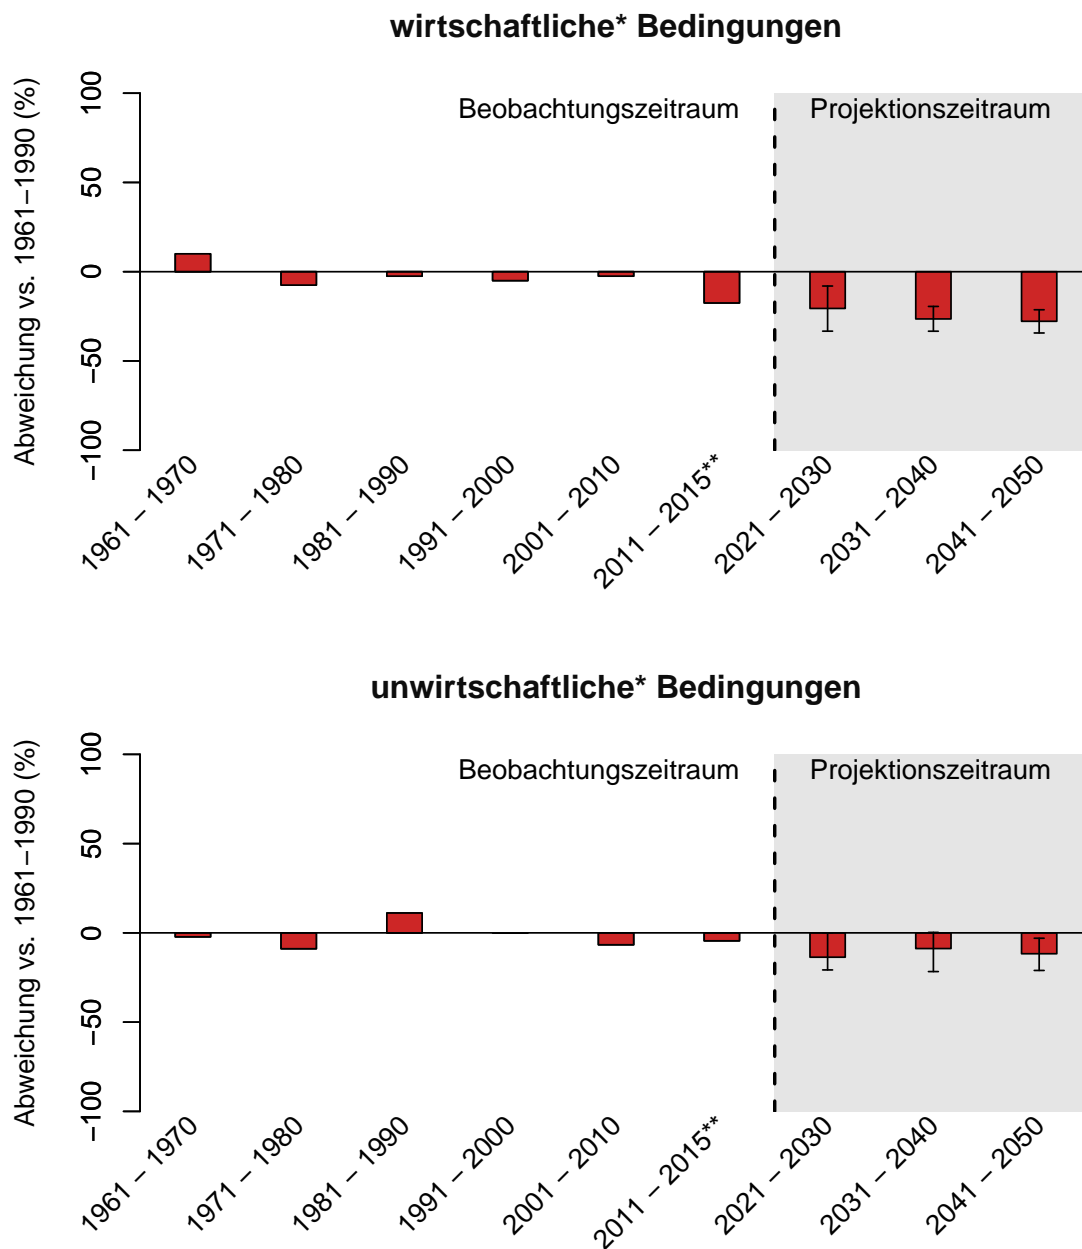 wirtschaftliche* Bedingungen
Abweichung vs. 1961–1990 (%)
100
50
0
−50
−100
Beobachtungszeitraum
Projektionszeitraum
1961 – 1970
1971 – 1980
1981 – 1990
1991 – 2000
2001 – 2010
2011 – 2015**
2021 – 2030
2031 – 2040
2041 – 2050
unwirtschaftliche* Bedingungen
Abweichung vs. 1961–1990 (%)
100
50
0
−50
−100
Beobachtungszeitraum
Projektionszeitraum
1961 – 1970
1971 – 1980
1981 – 1990
1991 – 2000
2001 – 2010
2011 – 2015**
2021 – 2030
2031 – 2040
2041 – 2050